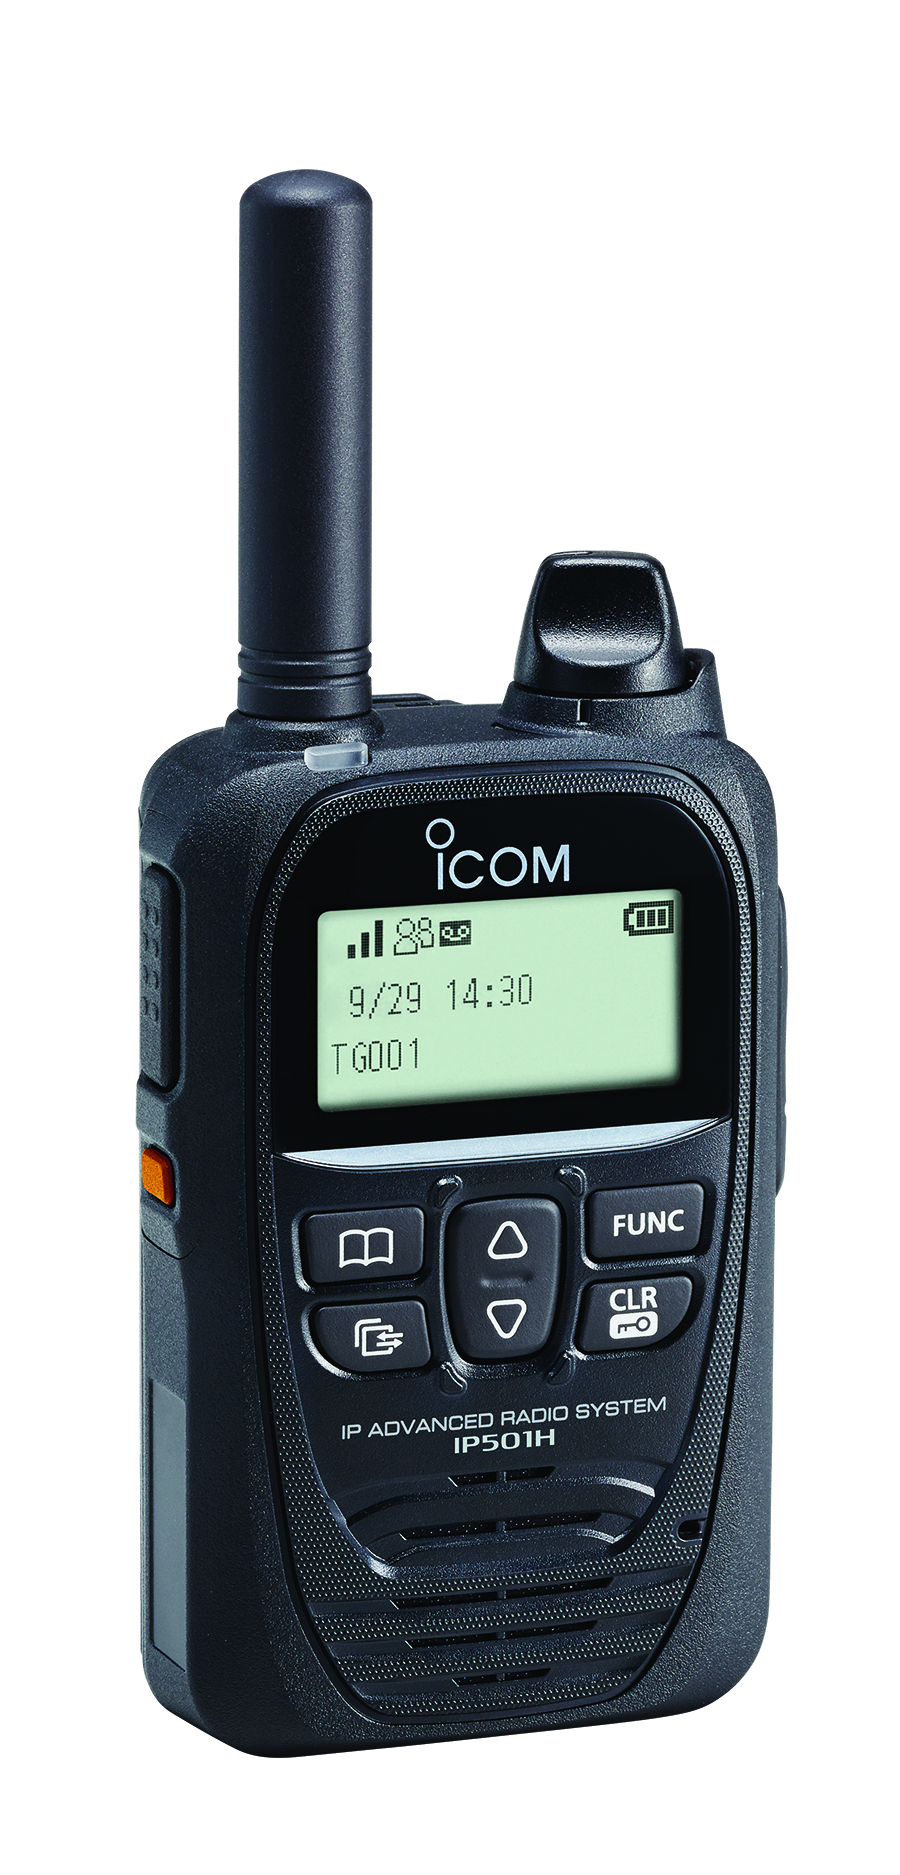 ICOM
9/29 14:30
TG001
FUNC
CLR
IP ADVANCED RADIO SYSTEM
IP501H